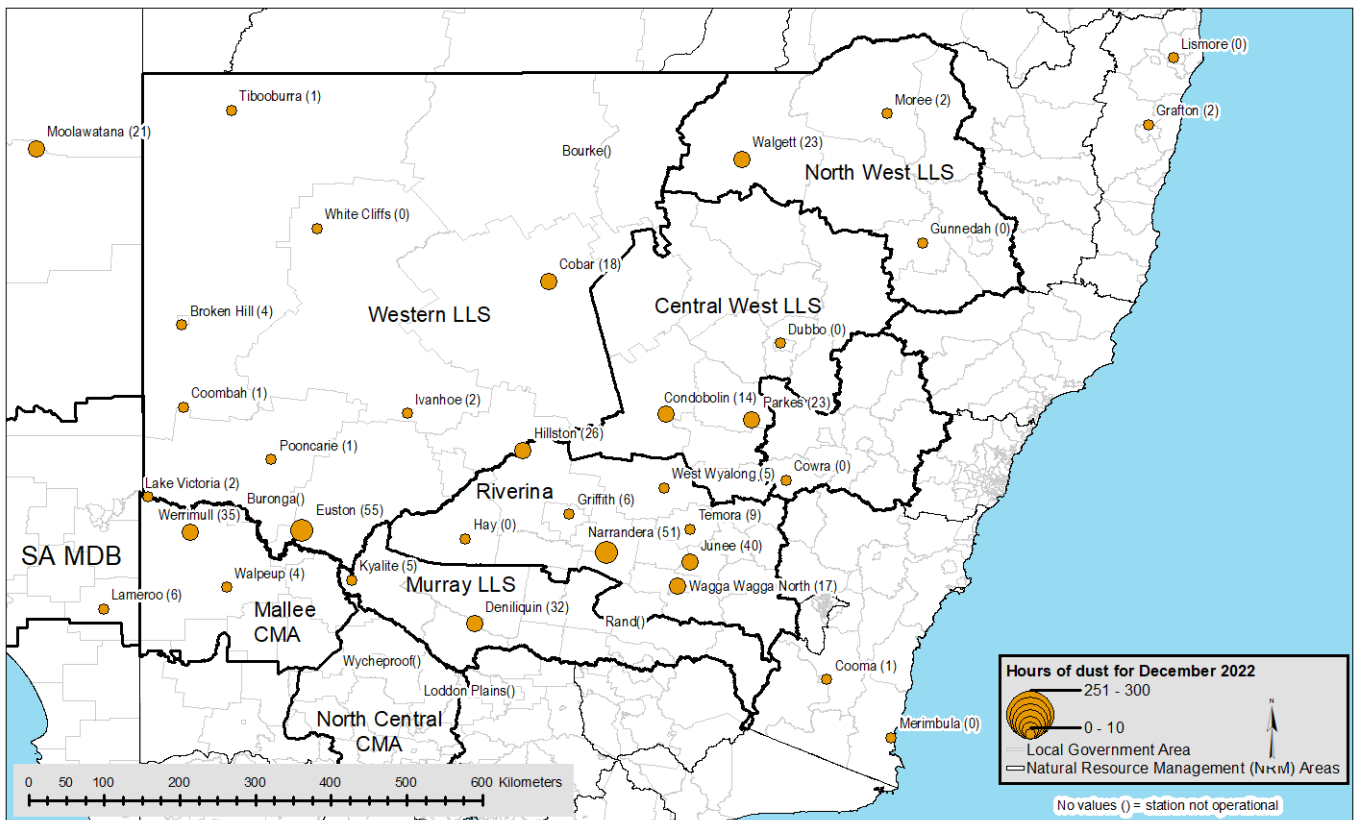 Lismore (0)
Tibooburra (1)
Moree (2)
Grafton (2)
Moolawatana (21)
Bourke()
Walgett (23)
North West LLS
White Cliffs (0)
Gunnedah (0)
Cobar (18)
Central West LLS
Broken Hill (4)
Western LLS
Dubbo (0)
Coombah (1)
Ivanhoe (2)
Condobolin (14)
Parkes (23)
Hillston (26)
Pooncarie (1)
West Wyalong (5)
Cowra (0)
Lake Victoria (2)
Buronga()
Riverina
Griffith (6)
Werrimull (35)
Euston (55)
Temora (9)
Hay (0)
Narrandera (51)
Junee (40)
SA MDB
Walpeup (4)
Kyalite (5)
Murray LLS
Wagga Wagga North (17)
Lameroo (6)
Mallee
CMA
Deniliquin (32)
Rand()
Wycheproof()
Cooma (1)
Loddon Plains()
North Central
CMA
Merimbula (0)
Hours of dust for December 2022
251 - 300
N
0 - 10
Local Government Area
Natural Resource Management (NRM) Areas
0 50 100 200 300 400 500 600 Kilometers
No values () = station not operational